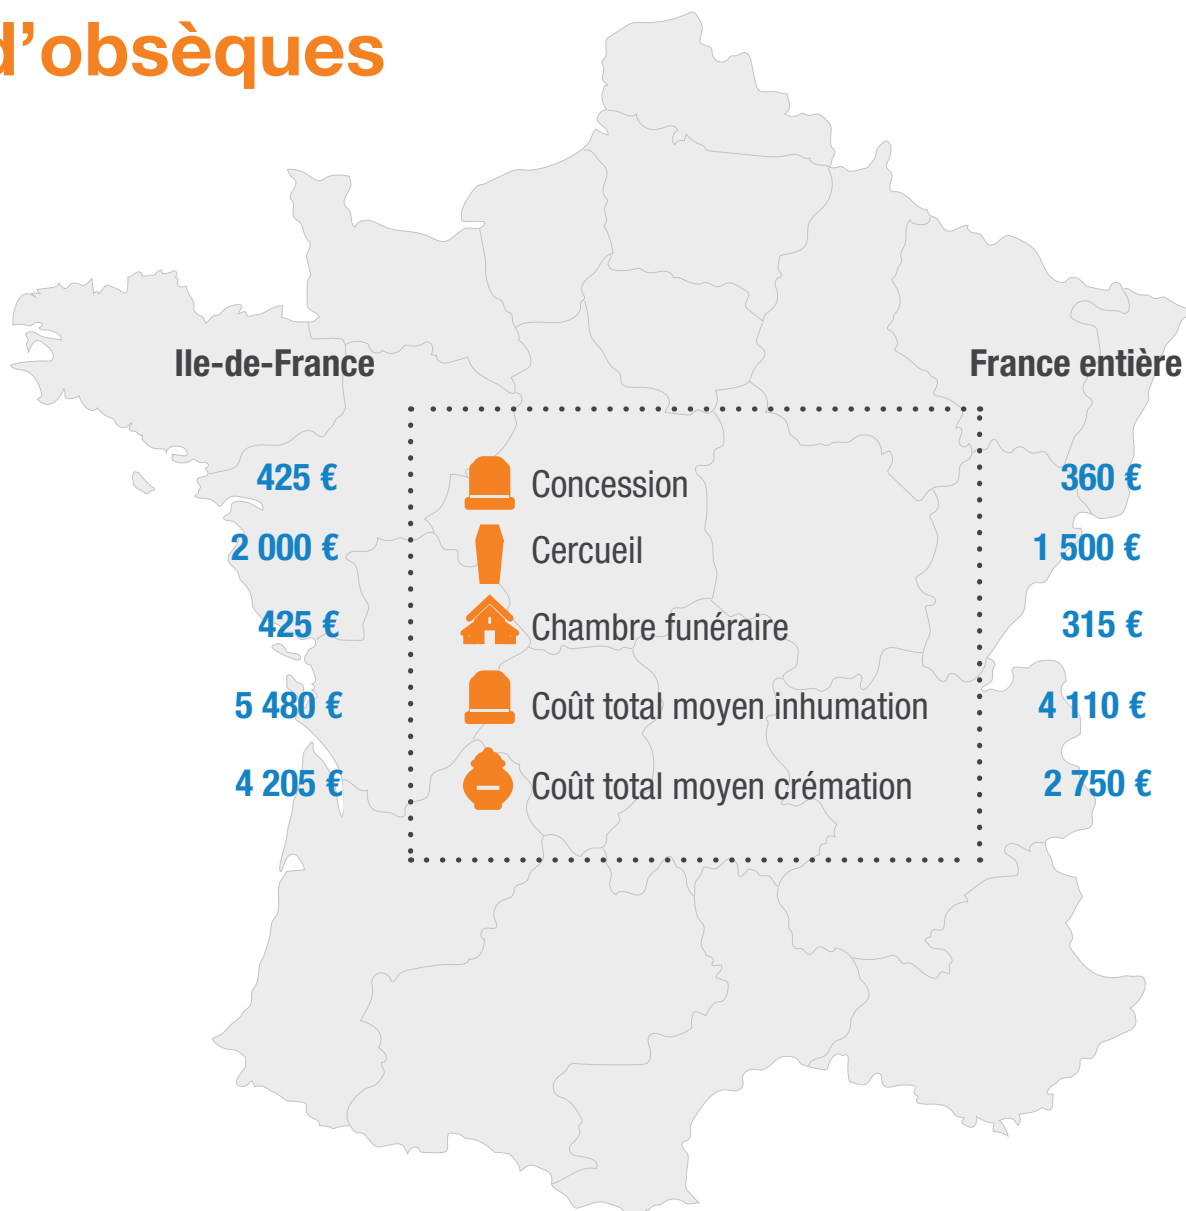 d’obsèques
Ile-de-France France entière
425 € Concession 360 €
2 000 € Cercueil 1 500 €
425 € Chambre funéraire 315 €
5 480 € Coût total moyen inhumation 4 110 €
4 205 € Coût total moyen crémation 2 750 €